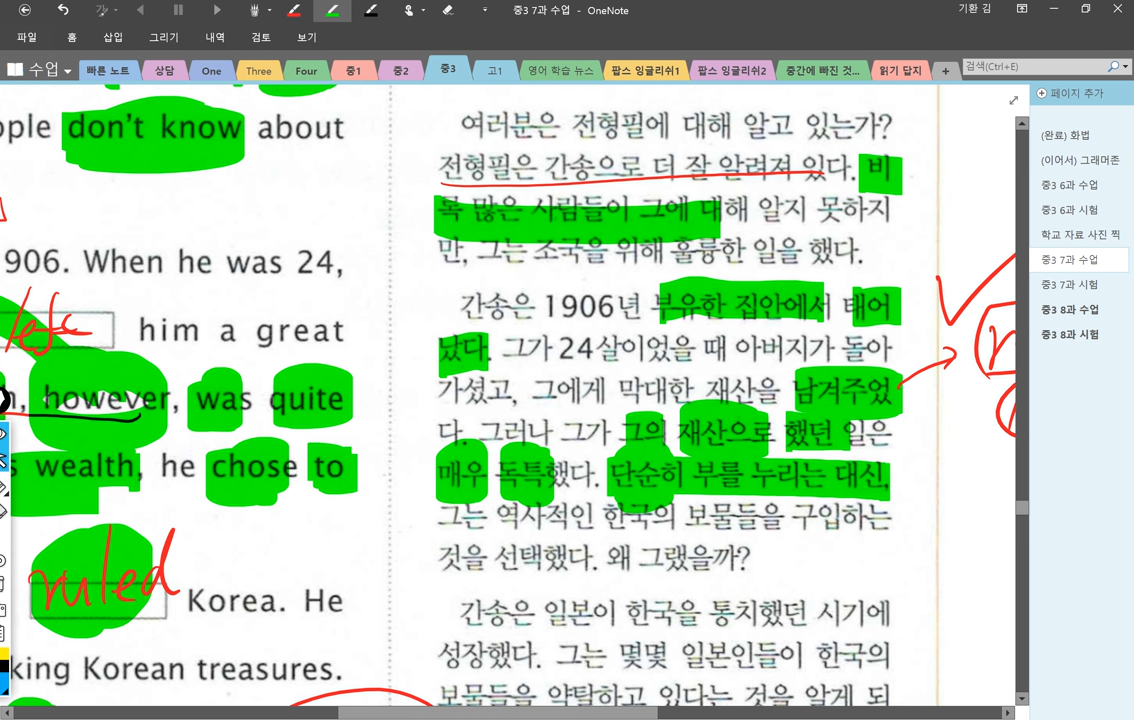 중3 7과 수업 - OneNote
기환 김
파일 홈 삽입 그리기 내역 검토 보기
수업 빠른 노트 상담 One Three Four 중1 중2 중3 고1 영어 학습 뉴스 팝스 잉글리쉬1 팝스 잉글리쉬2 중간에 빠진 것... 읽기 답지 + 검색(Ctrl+E)
페이지 추가
(완료) 화법
(이어서) 그래머존
중3 6과 수업
중3 6과 시험
학교 자료 사진 찍
중3 7과 수업
중3 7과 시험
중3 8과 수업
중3 8과 시험
ople don't know about
906. When he was 24,
left him a great
, however, was quite
s wealth, he chose to
ruled Korea. He
king Korean treasures.
여러분은 전형필에 대해 알고 있는가?
전형필은 간송으로 더 잘 알려져 있다. 비
록 많은 사람들이 그에 대해 알지 못하지
만, 그는 조국을 위해 훌륭한 일을 했다.
간송은 1906년 부유한 집안에서 태어
났다. 그가 24살이었을 때 아버지가 돌아
가셨고, 그에게 막대한 재산을 남겨주었
다. 그러나 그가 그의 재산으로 했던 일은
매우 독특했다. 단순히 부를 누리는 대신,
그는 역사적인 한국의 보물들을 구입하는
것을 선택했다. 왜 그랬을까?
간송은 일본이 한국을 통치했던 시기에
성장했다. 그는 몇몇 일본인들이 한국의
보물들을 약탈하고 있다는 것을 알게 되